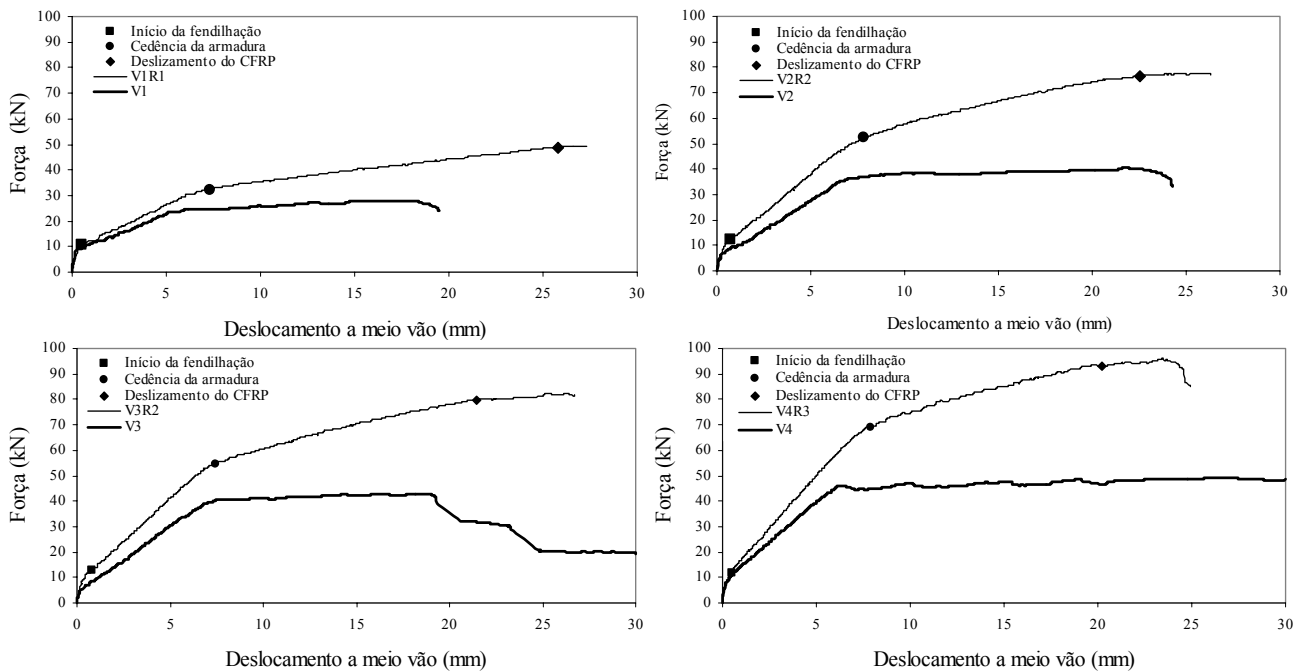 100
90
80
70
60
50
40
30
20
10
0
Força (kN)
Início da fendilhação
Cedência da armadura
Deslizamento do CFRP
V1R1
V1
0 5 10 15 20 25 30
Deslocamento a meio vão (mm)
100
90
80
70
60
50
40
30
20
10
0
Força (kN)
Início da fendilhação
Cedência da armadura
Deslizamento do CFRP
V2R2
V2
0 5 10 15 20 25 30
Deslocamento a meio vão (mm)
100
90
80
70
60
50
40
30
20
10
0
Força (kN)
Início da fendilhação
Cedência da armadura
Deslizamento do CFRP
V3R2
V3
0 5 10 15 20 25 30
Deslocamento a meio vão (mm)
100
90
80
70
60
50
40
30
20
10
0
Força (kN)
Início da fendilhação
Cedência da armadura
Deslizamento do CFRP
V4R3
V4
0 5 10 15 20 25 30
Deslocamento a meio vão (mm)